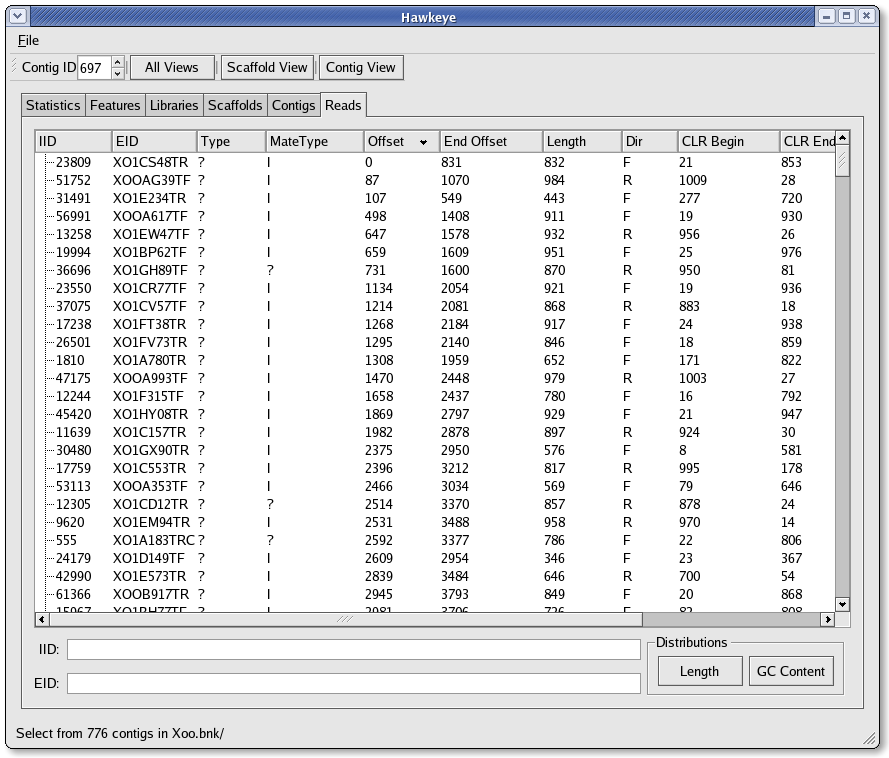 Hawkeye
File
Contig ID 697 All Views Scaffold View Contig View
Statistics Features Libraries Scaffolds Contigs Reads
IID EID Type MateType Offset End Offset Length Dir CLR Begin CLR End
23809 XO1CS48TR ? I 0 831 832 F 21 853
51752 XOOAG39TF ? I 87 1070 984 R 1009 28
31491 XO1E234TR ? I 107 549 443 F 277 720
56991 XOOA617TF ? I 498 1408 911 F 19 930
13258 XO1EW47TF ? I 647 1578 932 R 956 26
19994 XO1BP62TF ? I 659 1609 951 F 25 976
36696 XO1GH89TF ? ? 731 1600 870 R 950 81
23550 XO1CR77TF ? I 1134 2054 921 F 19 936
37075 XO1CV57TF ? I 1214 2081 868 R 883 18
17238 XO1FT38TR ? I 1268 2184 917 F 24 938
26501 XO1FV73TR ? I 1295 2140 846 F 18 859
1810 XO1A780TR ? I 1308 1959 652 F 171 822
47175 XOOA993TF ? I 1470 2448 979 R 1003 27
12244 XO1F315TF ? I 1658 2437 780 F 16 792
45420 XO1HY08TR ? I 1869 2797 929 F 21 947
11639 XO1C157TR ? I 1982 2878 897 R 924 30
30480 XO1GX90TR ? I 2375 2950 576 F 8 581
17759 XO1C553TR ? I 2396 3212 817 R 995 178
53113 XOOA353TF ? I 2466 3034 569 F 79 646
12305 XO1CD12TR ? ? 2514 3370 857 R 878 24
9620 XO1EM94TR ? I 2531 3488 958 R 970 14
555 XO1A183TRC ? ? 2592 3377 786 F 22 806
24179 XO1D149TF ? I 2609 2954 346 F 23 367
42990 XO1E573TR ? I 2839 3484 646 R 700 54
61366 XOOB917TR ? I 2945 3793 849 F 20 868
15967 XO1BH77TF ? I 2981 3706 726 F 82 808
IID:
EID:
Distributions
Length GC Content
Select from 776 contigs in Xoo.bnk/